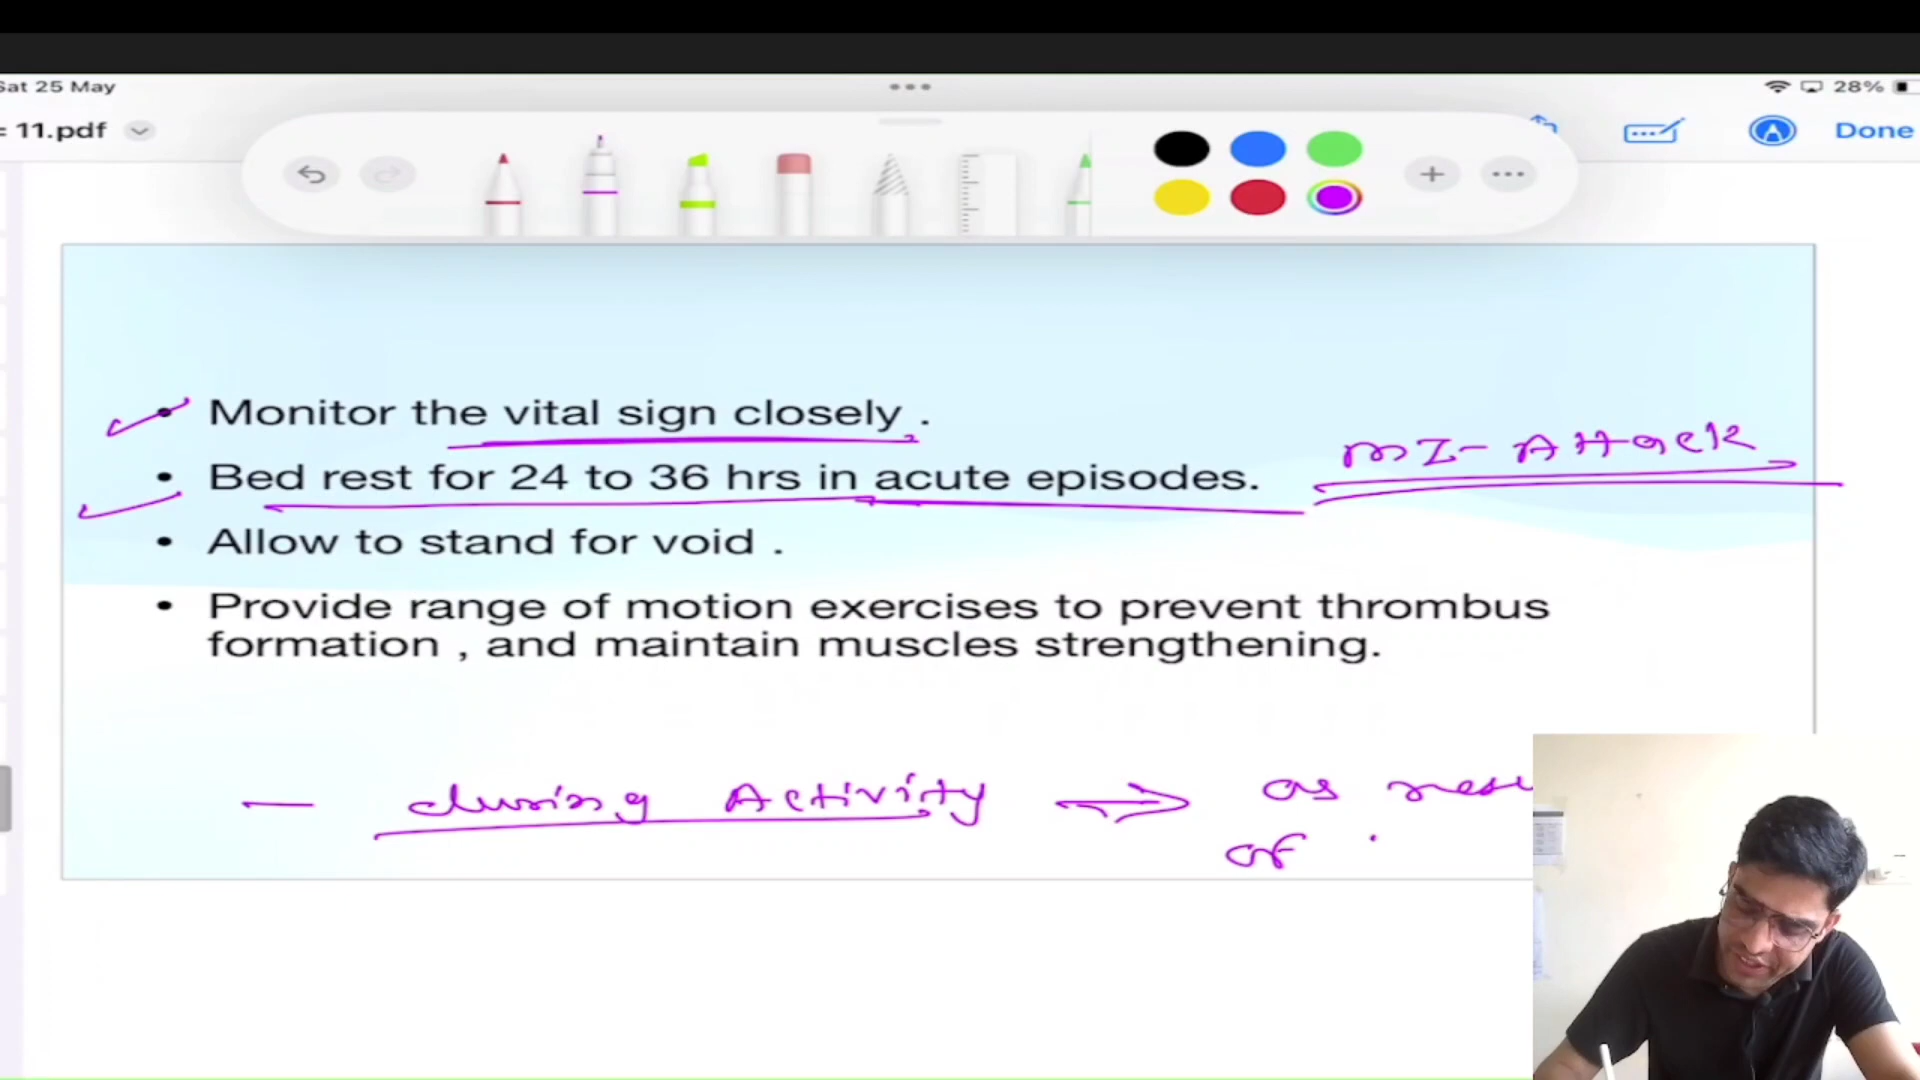 Sat 25 May
28%
= 11.pdf
Done
• Monitor the vital sign closely .
• Bed rest for 24 to 36 hrs in acute episodes.
MI - Attack
• Allow to stand for void .
• Provide range of motion exercises to prevent thrombus
formation , and maintain muscles strengthening.
— during Activity ⇒ as
of